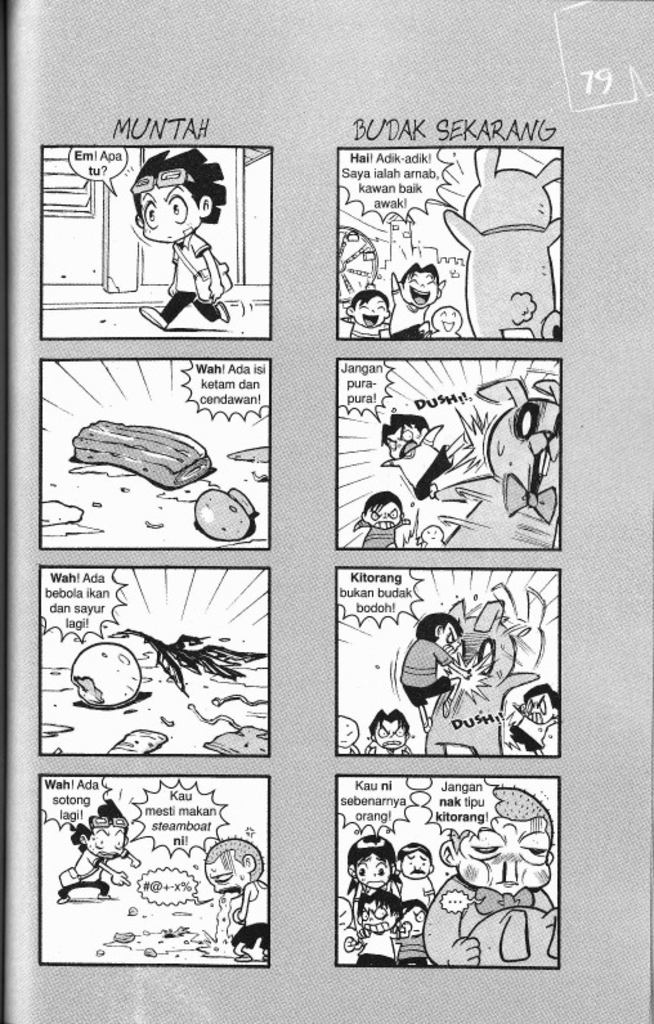 79
MUNTAH
Em! Apa
tu?
Wah! Ada isi
ketam dan
cendawan!
Wah! Ada
bebola ikan
dan sayur
lagi!
Wah! Ada
sotong
lagi!
Kau
mesti makan
steamboat
ni!
#@+-x%
BUDAK SEKARANG
Hai! Adik-adik!
Saya ialah arnab,
kawan baik
awak!
Jangan
pura-
pura!
DUSH!!
Kitorang
bukan budak
bodoh!
DUSH!!
Kau ni
sebenarnya
orang!
Jangan
nak tipu
kitorang!
...